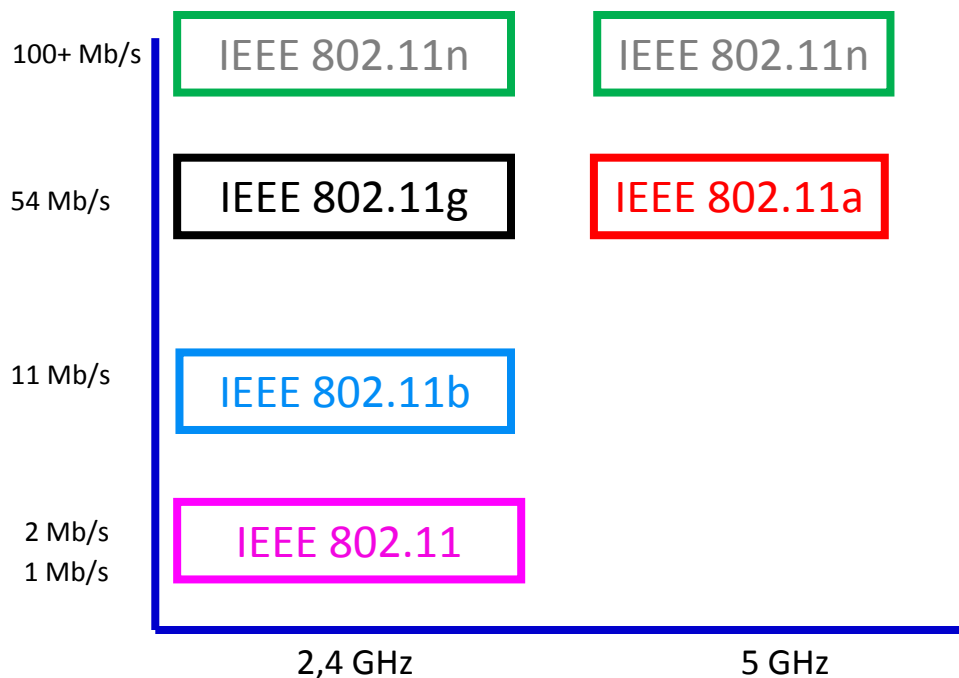 100+ Mb/s
IEEE 802.11n
IEEE 802.11n
54 Mb/s
IEEE 802.11g
IEEE 802.11a
11 Mb/s
IEEE 802.11b
2 Mb/s
IEEE 802.11
1 Mb/s
2,4 GHz
5 GHz